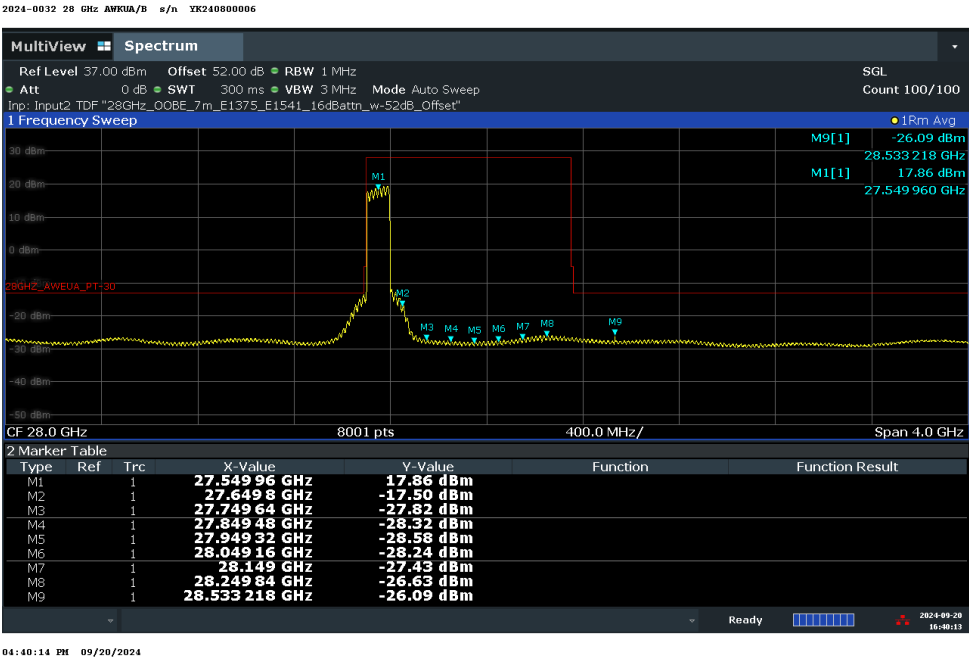 2024-0032 28 GHz AWKUA/B s/n YK240800006
MultiView Spectrum
Ref Level 37.00 dBm Offset 52.00 dB RBW 1 MHz SGL
Att 0 dB SWT 300 ms VBW 3 MHz Mode Auto Sweep Count 100/100
Inp: Input2 TDF "28GHz_OOBE_7m_E1375_E1541_16dBattn_w-52dB_Offset"
1 Frequency Sweep 1Rm Avg
M9[1] -26.09 dBm
28.533 218 GHz
M1[1] 17.86 dBm
27.549 960 GHz
30 dBm
20 dBm
M1
10 dBm
0 dBm
28GHZ_AWEUA_PT-30
M2
-20 dBm
M3 M4 M5 M6 M7 M8 M9
-30 dBm
-40 dBm
-50 dBm
CF 28.0 GHz 8001 pts 400.0 MHz/ Span 4.0 GHz
2 Marker Table
Type Ref Trc X-Value Y-Value Function Function Result
M1 1 27.549 96 GHz 17.86 dBm
M2 1 27.649 8 GHz -17.50 dBm
M3 1 27.749 64 GHz -27.82 dBm
M4 1 27.849 48 GHz -28.32 dBm
M5 1 27.949 32 GHz -28.58 dBm
M6 1 28.049 16 GHz -28.24 dBm
M7 1 28.149 GHz -27.43 dBm
M8 1 28.249 84 GHz -26.63 dBm
M9 1 28.533 218 GHz -26.09 dBm
Ready 2024-09-20
16:40:13
04:40:14 PM 09/20/2024